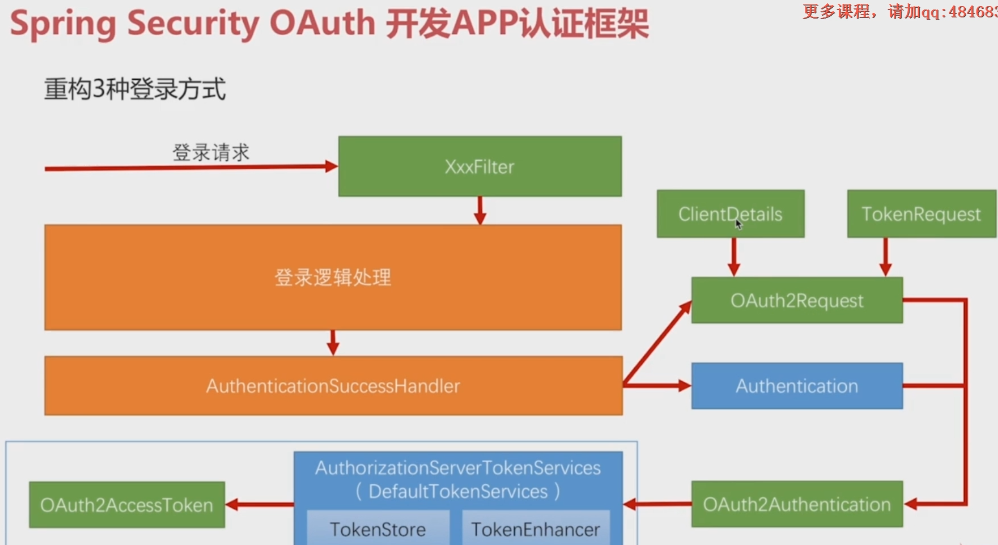 Spring Security OAuth 开发APP认证框架
更多课程，请加qq:484683
重构3种登录方式
登录请求
XxxFilter
ClientDetails
TokenRequest
登录逻辑处理
OAuth2Request
AuthenticationSuccessHandler
Authentication
AuthorizationServerTokenServices
（ DefaultTokenServices ）
OAuth2AccessToken
OAuth2Authentication
TokenStore
TokenEnhancer